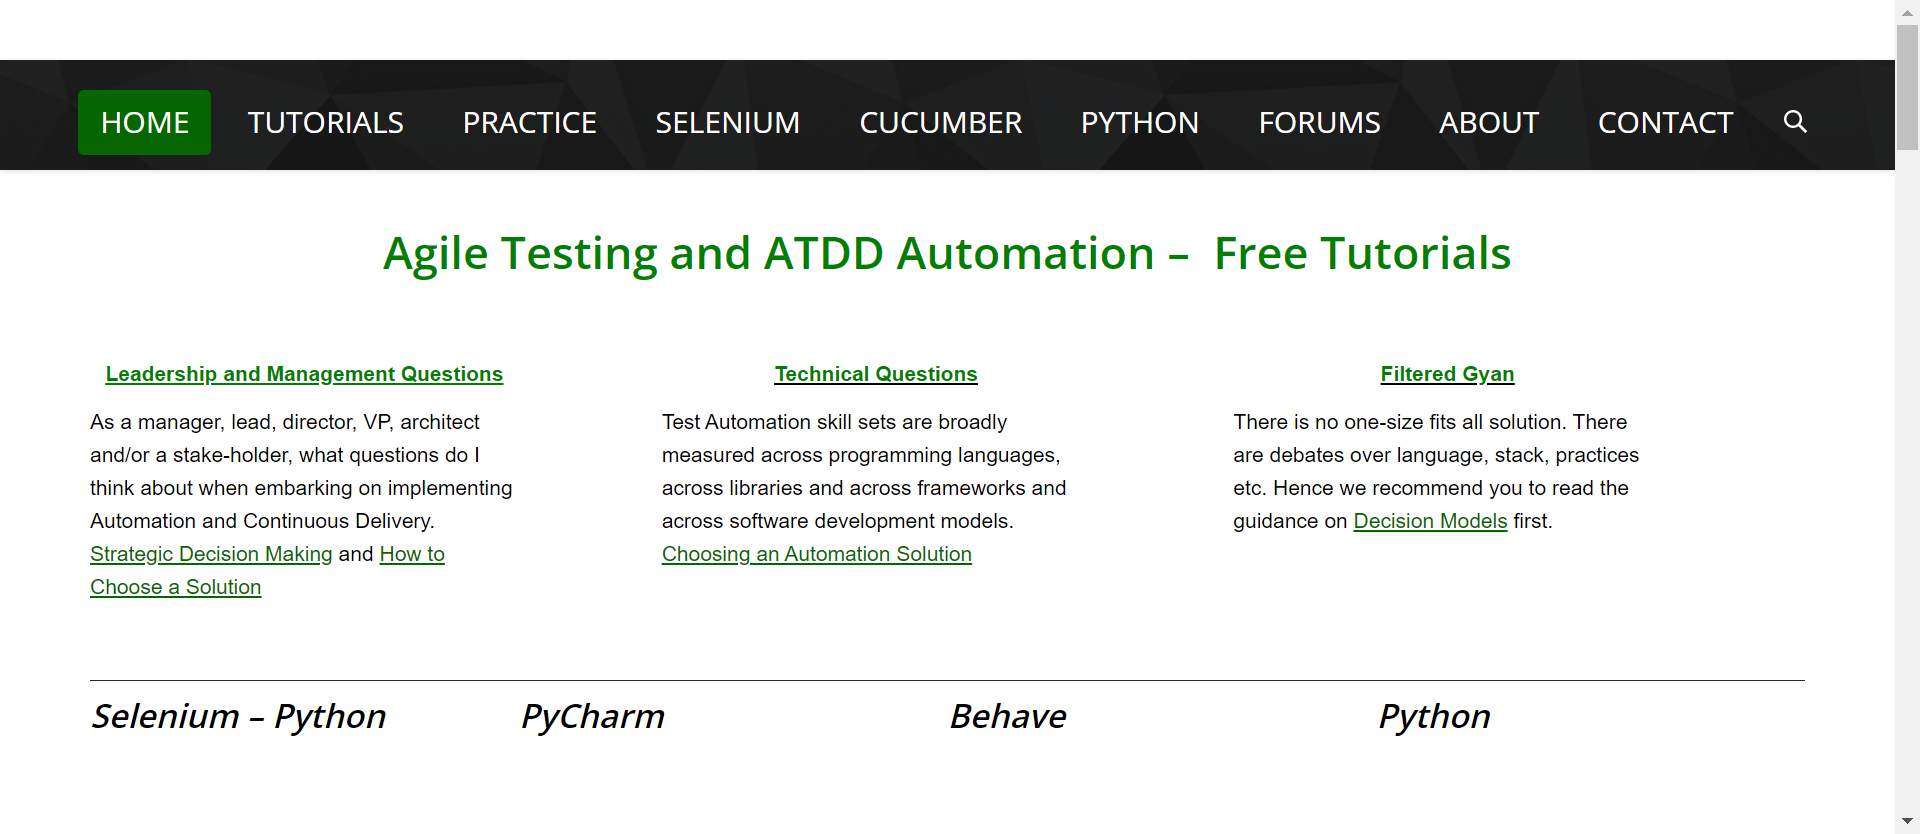 HOME TUTORIALS PRACTICE SELENIUM CUCUMBER PYTHON FORUMS ABOUT CONTACT
Agile Testing and ATDD Automation – Free Tutorials
Leadership and Management Questions
As a manager, lead, director, VP, architect
and/or a stake-holder, what questions do I
think about when embarking on implementing
Automation and Continuous Delivery.
Strategic Decision Making and How to
Choose a Solution
Technical Questions
Test Automation skill sets are broadly
measured across programming languages,
across libraries and across frameworks and
across software development models.
Choosing an Automation Solution
Filtered Gyan
There is no one-size fits all solution. There
are debates over language, stack, practices
etc. Hence we recommend you to read the
guidance on Decision Models first.
Selenium – Python PyCharm Behave Python